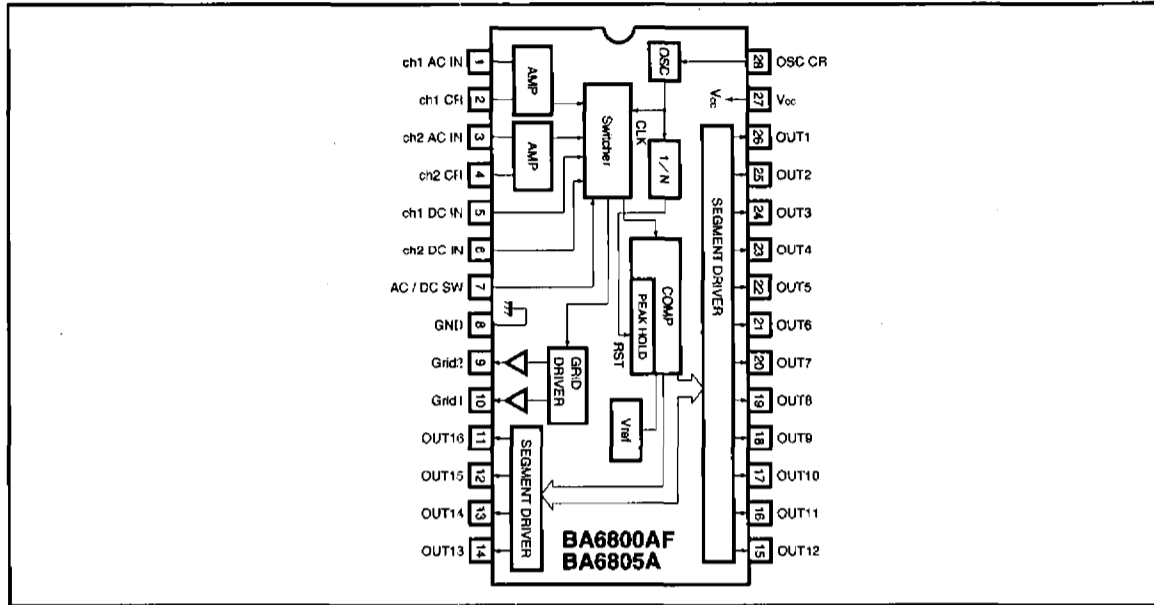 ch1 AC IN 1
ch1 CR 2
ch2 AC IN 3
ch2 CR 4
ch1 DC IN 5
ch2 DC IN 6
AC / DC SW 7
GND 8
Grid2 9
Grid1 10
OUT16 11
OUT15 12
OUT14 13
OUT13 14
AMP
AMP
Switcher
OSC
CLK
1/N
COMP
PEAK HOLD
RST
GRID DRIVER
Vref
SEGMENT DRIVER
SEGMENT DRIVER
Vcc
BA6800AF
BA6805A
28 OSC CR
27 Vcc
26 OUT1
25 OUT2
24 OUT3
23 OUT4
22 OUT5
21 OUT6
20 OUT7
19 OUT8
18 OUT9
17 OUT10
16 OUT11
15 OUT12